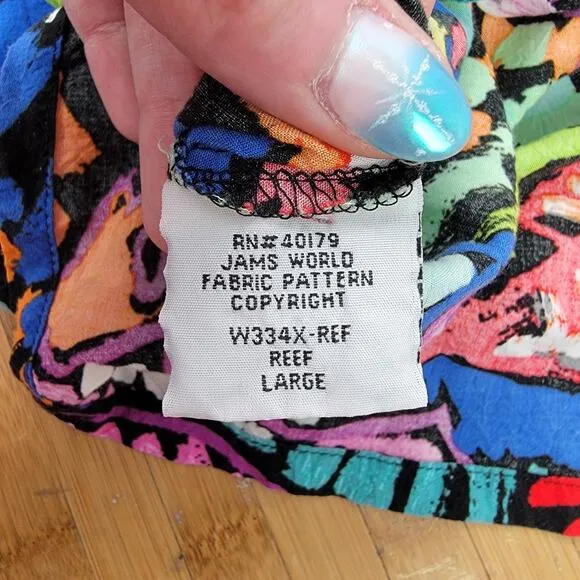 RN# 40179
JAMS WORLD
FABRIC PATTERN
COPYRIGHT
W334X-REF
REEF
LARGE